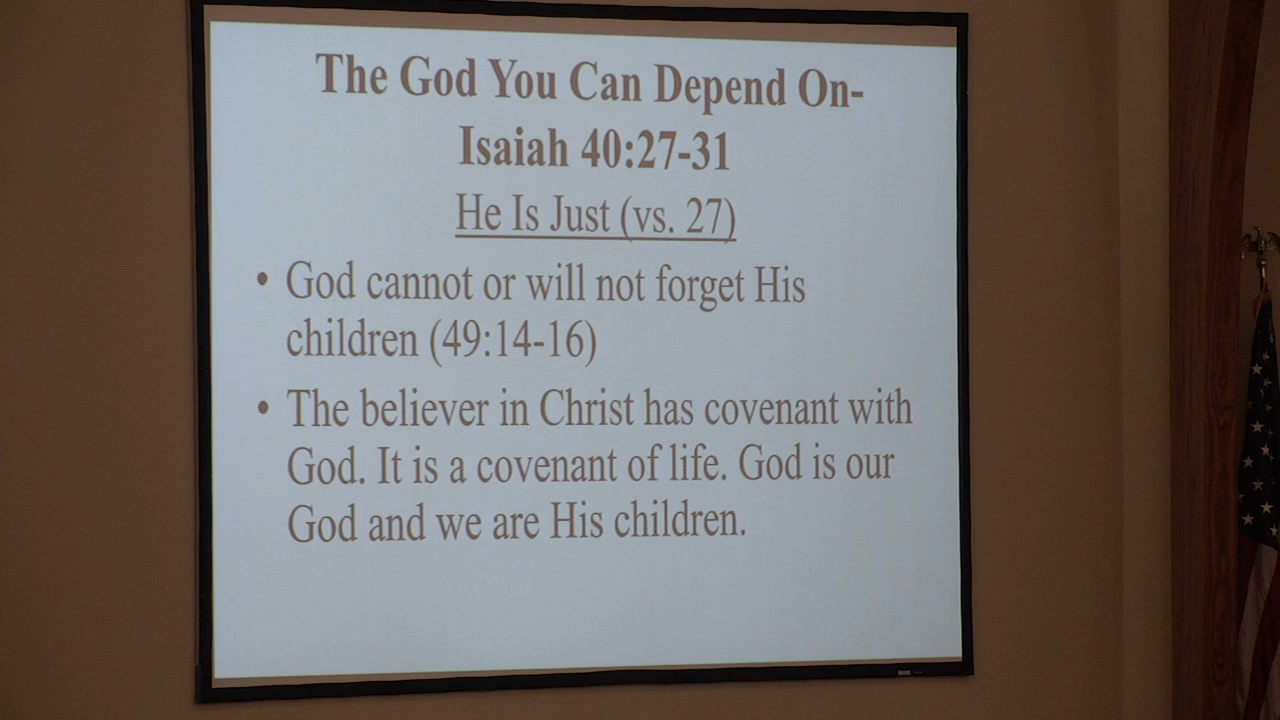 The God You Can Depend On-
Isaiah 40:27-31
He Is Just (vs. 27)
• God cannot or will not forget His
children (49:14-16)
• The believer in Christ has covenant with
God. It is a covenant of life. God is our
God and we are His children.